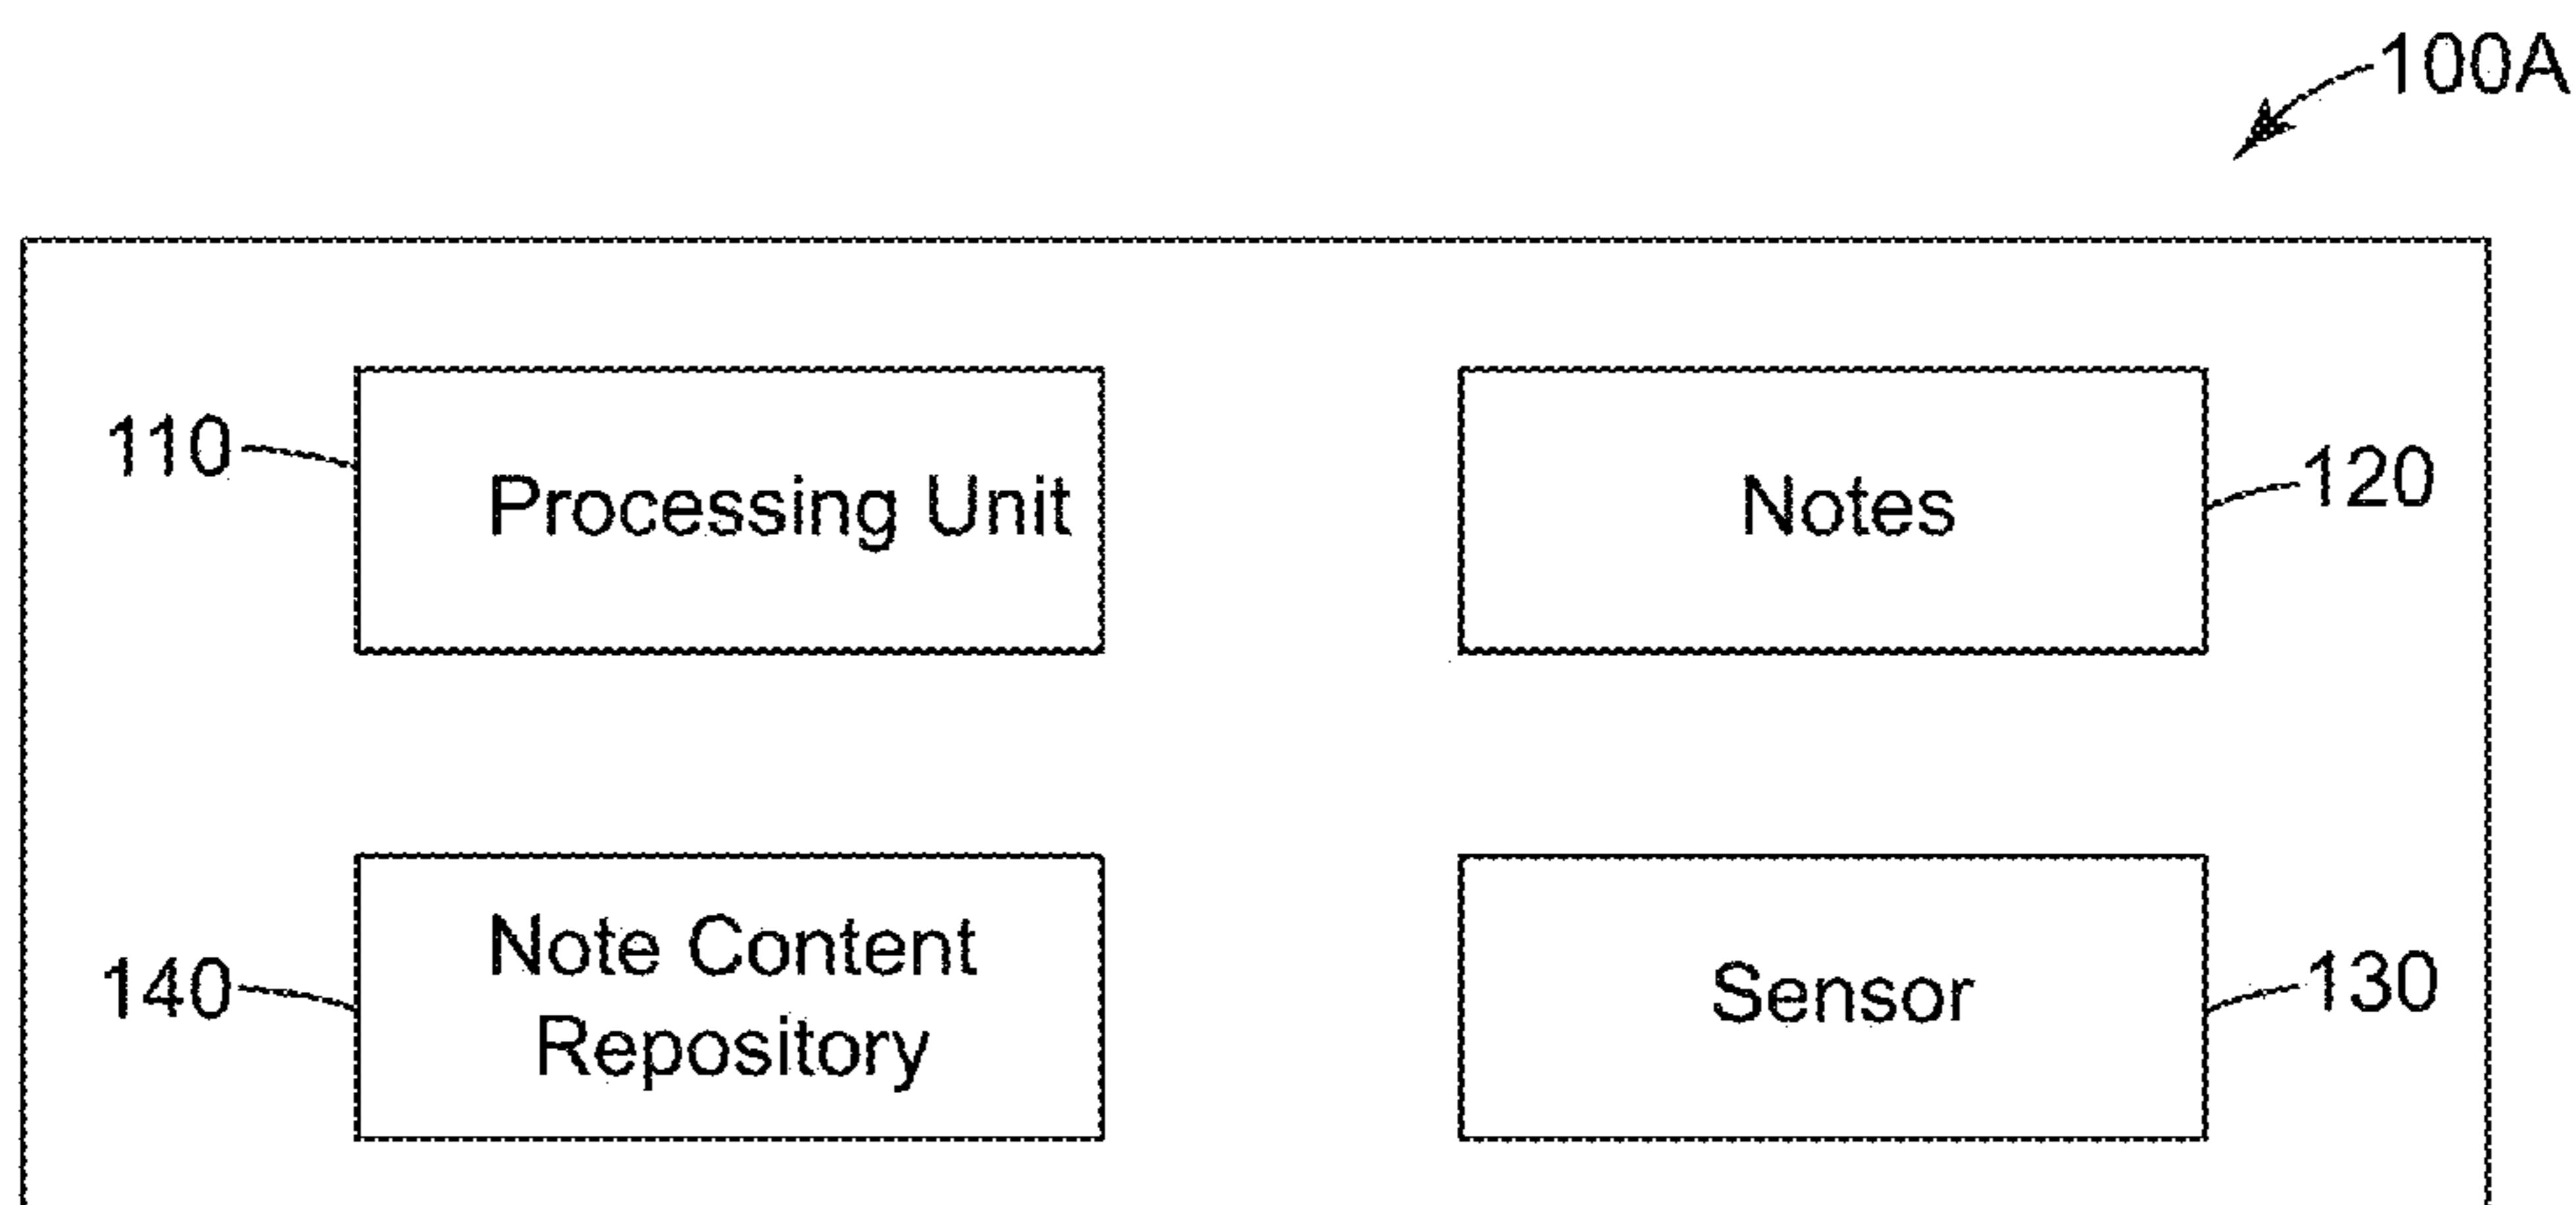 100A
110
Processing Unit
Notes
120
140
Note Content
Repository
Sensor
130